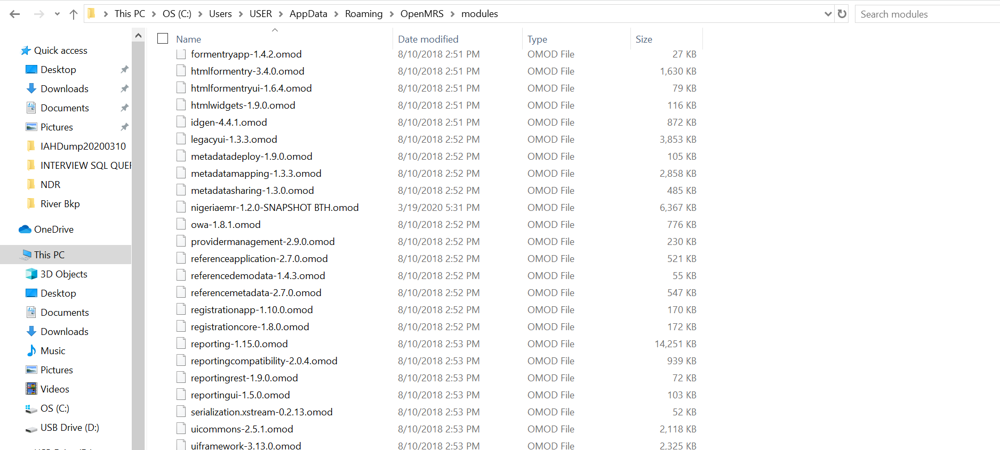 This PC
OS (C:)
Users
USER
AppData
Roaming
OpenMRS
modules
Search modules
Quick access
Desktop
Downloads
Documents
Pictures
IAHDump20200310
INTERVIEW SQL QUER
NDR
River Bkp
OneDrive
This PC
3D Objects
Desktop
Documents
Downloads
Music
Pictures
Videos
OS (C:)
USB Drive (D:)
Name Date modified Type Size
formentryapp-1.4.2.omod 8/10/2018 2:51 PM OMOD File 27 KB
htmlformentry-3.4.0.omod 8/10/2018 2:51 PM OMOD File 1,630 KB
htmlformentryui-1.6.4.omod 8/10/2018 2:51 PM OMOD File 79 KB
htmlwidgets-1.9.0.omod 8/10/2018 2:51 PM OMOD File 116 KB
idgen-4.4.1.omod 8/10/2018 2:51 PM OMOD File 872 KB
legacyui-1.3.3.omod 8/10/2018 2:52 PM OMOD File 3,853 KB
metadatadeploy-1.9.0.omod 8/10/2018 2:52 PM OMOD File 105 KB
metadatamapping-1.3.3.omod 8/10/2018 2:52 PM OMOD File 2,858 KB
metadatasharing-1.3.0.omod 8/10/2018 2:52 PM OMOD File 485 KB
nigeriaemr-1.2.0-SNAPSHOT BTH.omod 3/19/2020 5:31 PM OMOD File 6,367 KB
owa-1.8.1.omod 8/10/2018 2:52 PM OMOD File 776 KB
providermanagement-2.9.0.omod 8/10/2018 2:52 PM OMOD File 230 KB
referenceapplication-2.7.0.omod 8/10/2018 2:52 PM OMOD File 521 KB
referencedemodata-1.4.3.omod 8/10/2018 2:52 PM OMOD File 55 KB
referencemetadata-2.7.0.omod 8/10/2018 2:52 PM OMOD File 547 KB
registrationapp-1.10.0.omod 8/10/2018 2:52 PM OMOD File 170 KB
registrationcore-1.8.0.omod 8/10/2018 2:52 PM OMOD File 172 KB
reporting-1.15.0.omod 8/10/2018 2:53 PM OMOD File 14,251 KB
reportingcompatibility-2.0.4.omod 8/10/2018 2:53 PM OMOD File 939 KB
reportingrest-1.9.0.omod 8/10/2018 2:53 PM OMOD File 72 KB
reportingui-1.5.0.omod 8/10/2018 2:53 PM OMOD File 103 KB
serialization.xstream-0.2.13.omod 8/10/2018 2:53 PM OMOD File 52 KB
uicommons-2.5.1.omod 8/10/2018 2:53 PM OMOD File 2,118 KB
uiframework-3.13.0.omod 8/10/2018 2:53 PM OMOD File 2,325 KB